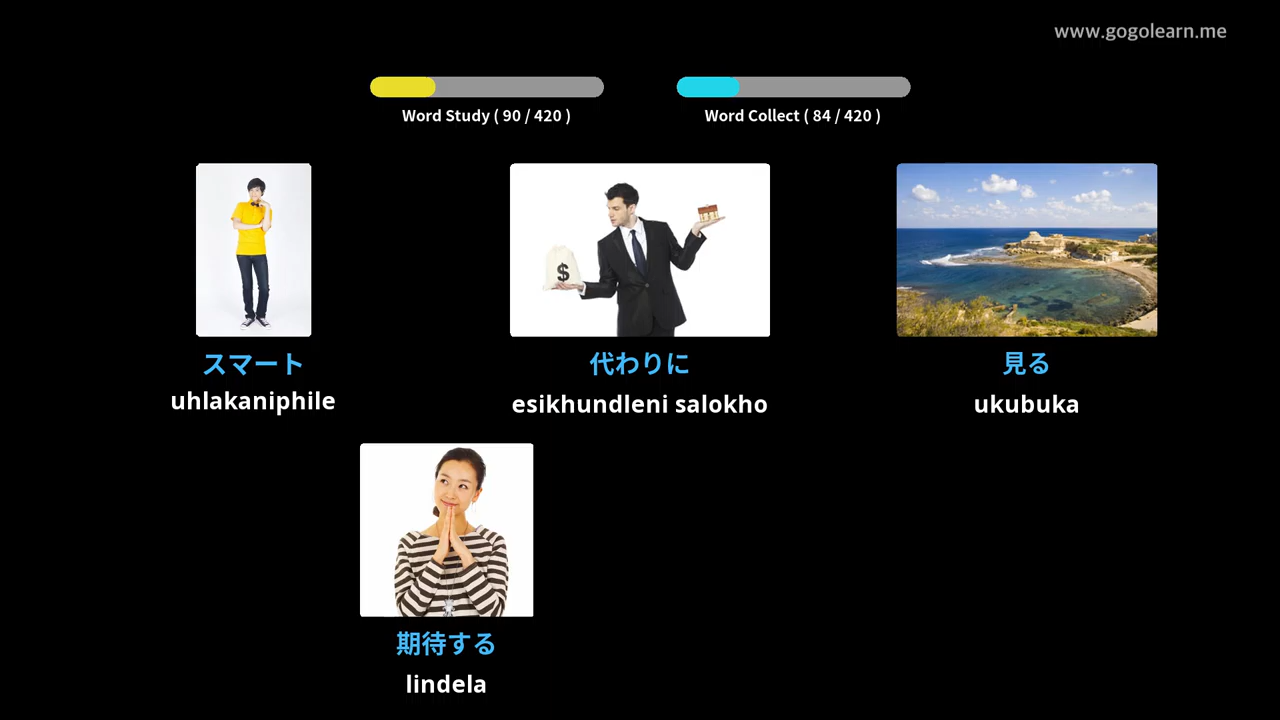 www.gogolearn.me
Word Study ( 90 / 420 )
Word Collect ( 84 / 420 )
$
スマート
uhlakaniphile
代わりに
esikhundleni salokho
見る
ukubuka
期待する
lindela